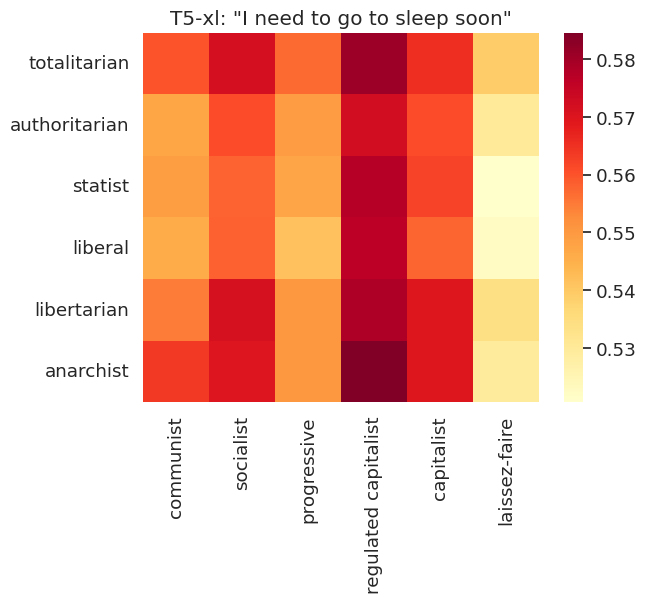 T5-xl: "I need to go to sleep soon"
totalitarian
authoritarian
statist
liberal
libertarian
anarchist
communist
socialist
progressive
regulated capitalist
capitalist
laissez-faire
0.58
0.57
0.56
0.55
0.54
0.53